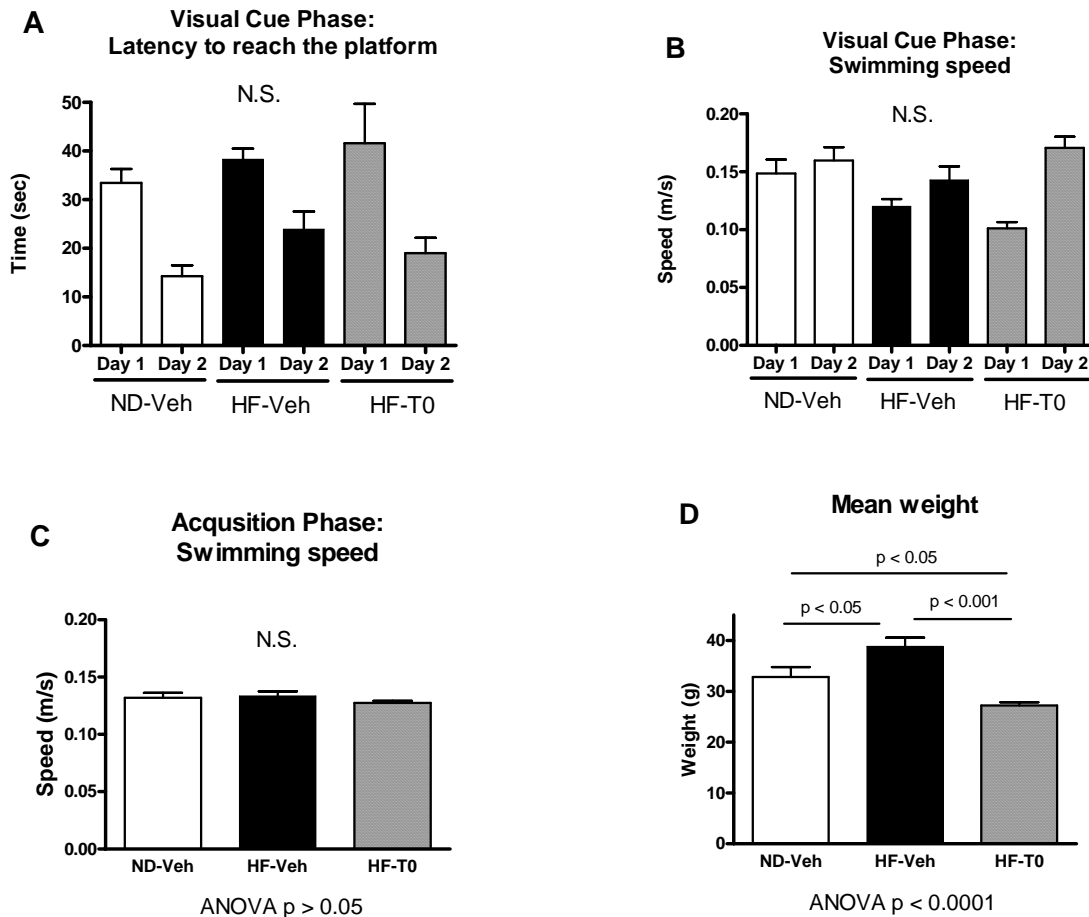 A
Visual Cue Phase:
Latency to reach the platform
N.S.
Time (sec)
50
40
30
20
10
0
Day 1 Day 2 Day 1 Day 2 Day 1 Day 2
ND-Veh HF-Veh HF-T0
B
Visual Cue Phase:
Swimming speed
N.S.
Speed (m/s)
0.20
0.15
0.10
0.05
0.00
Day 1 Day 2 Day 1 Day 2 Day 1 Day 2
ND-Veh HF-Veh HF-T0
C
Acqusition Phase:
Swimming speed
N.S.
Speed (m/s)
0.20
0.15
0.10
0.05
0.00
ND-Veh HF-Veh HF-T0
ANOVA p > 0.05
D
Mean weight
p < 0.05
p < 0.05 p < 0.001
Weight (g)
40
30
20
10
0
ND-Veh HF-Veh HF-T0
ANOVA p < 0.0001